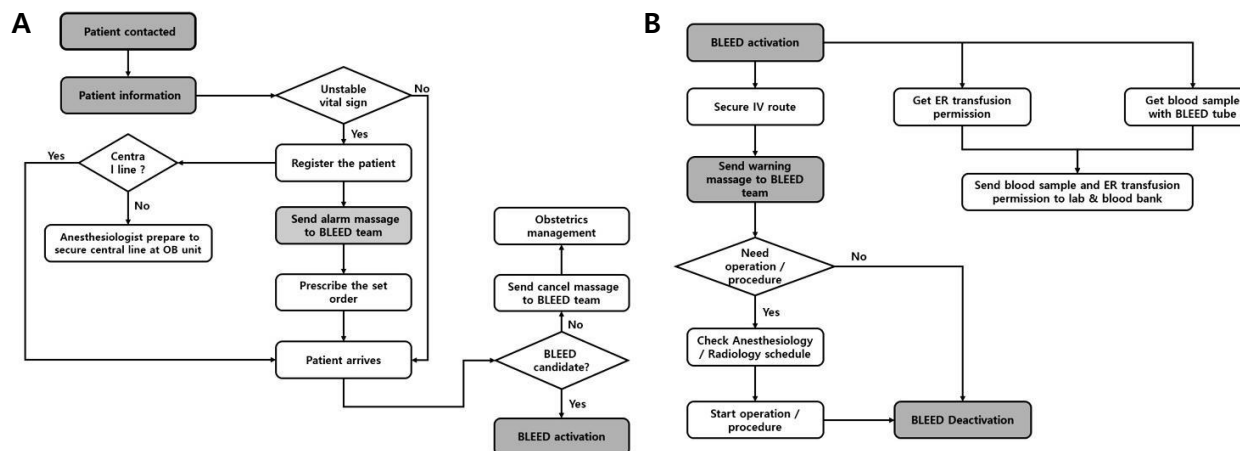 A
Patient contacted
Patient information
Unstable
vital sign
No
Yes
Register the patient
Centra
l line ?
Yes
No
Anesthesiologist prepare to
secure central line at OB unit
Send alarm massage
to BLEED team
Prescribe the set
order
Patient arrives
Obstetrics
management
Send cancel massage
to BLEED team
No
BLEED
candidate?
Yes
BLEED activation
B
BLEED activation
Secure IV route
Get ER transfusion
permission
Get blood sample
with BLEED tube
Send warning
massage to BLEED
team
Send blood sample and ER transfusion
permission to lab & blood bank
Need
operation /
procedure
No
Yes
Check Anesthesiology
/ Radiology schedule
Start operation /
procedure
BLEED Deactivation